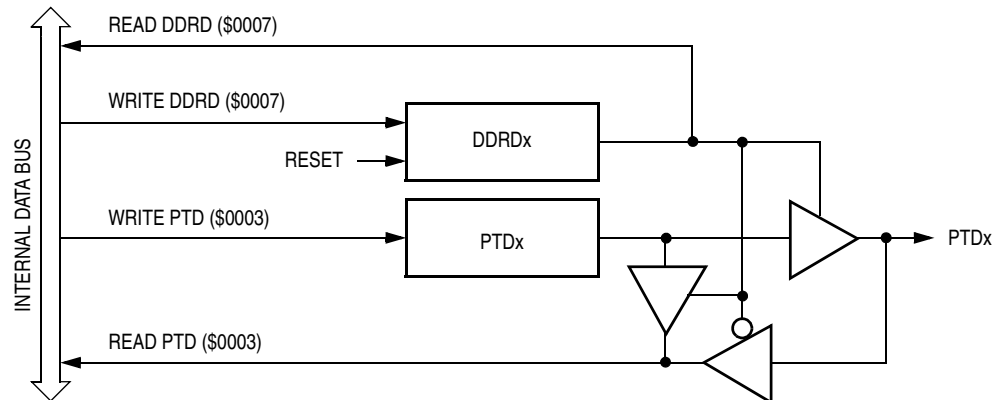 READ DDRD ($0007)
WRITE DDRD ($0007)
DDRDx
RESET
INTERNAL DATA BUS
WRITE PTD ($0003)
PTDx
PTDx
READ PTD ($0003)